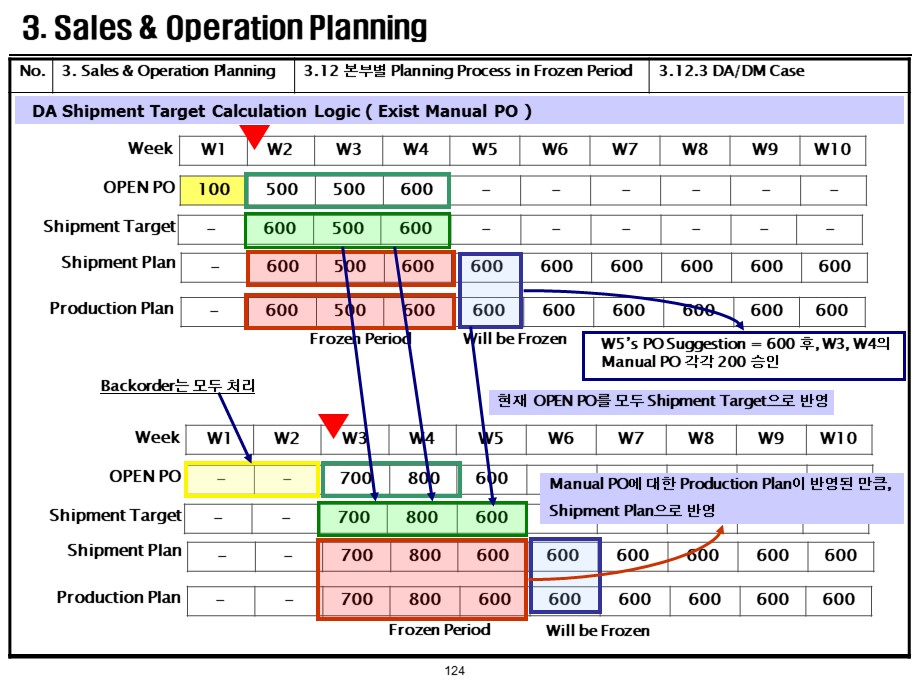 3. Sales & Operation Planning
No. 3. Sales & Operation Planning 3.12 본부별 Planning Process in Frozen Period 3.12.3 DA/DM Case
DA Shipment Target Calculation Logic ( Exist Manual PO )
Week W1 W2 W3 W4 W5 W6 W7 W8 W9 W10
OPEN PO 100 500 500 600 – – – – – –
Shipment Target – 600 500 600 – – – – – –
Shipment Plan – 600 500 600 600 600 600 600 600 600
Production Plan – 600 500 600 600 600 600 600 600 600
Frozen Period Will be Frozen
W5's PO Suggestion = 600 후, W3, W4의
Manual PO 각각 200 승인
Backorder는 모두 처리
현재 OPEN PO를 모두 Shipment Target으로 반영
Week W1 W2 W3 W4 W5 W6 W7 W8 W9 W10
OPEN PO – – 700 800 600
Manual PO에 대한 Production Plan이 반영된 만큼,
Shipment Plan으로 반영
Shipment Target – – 700 800 600
Shipment Plan – – 700 800 600 600 600 600 600 600
Production Plan – – 700 800 600 600 600 600 600 600
Frozen Period Will be Frozen
124